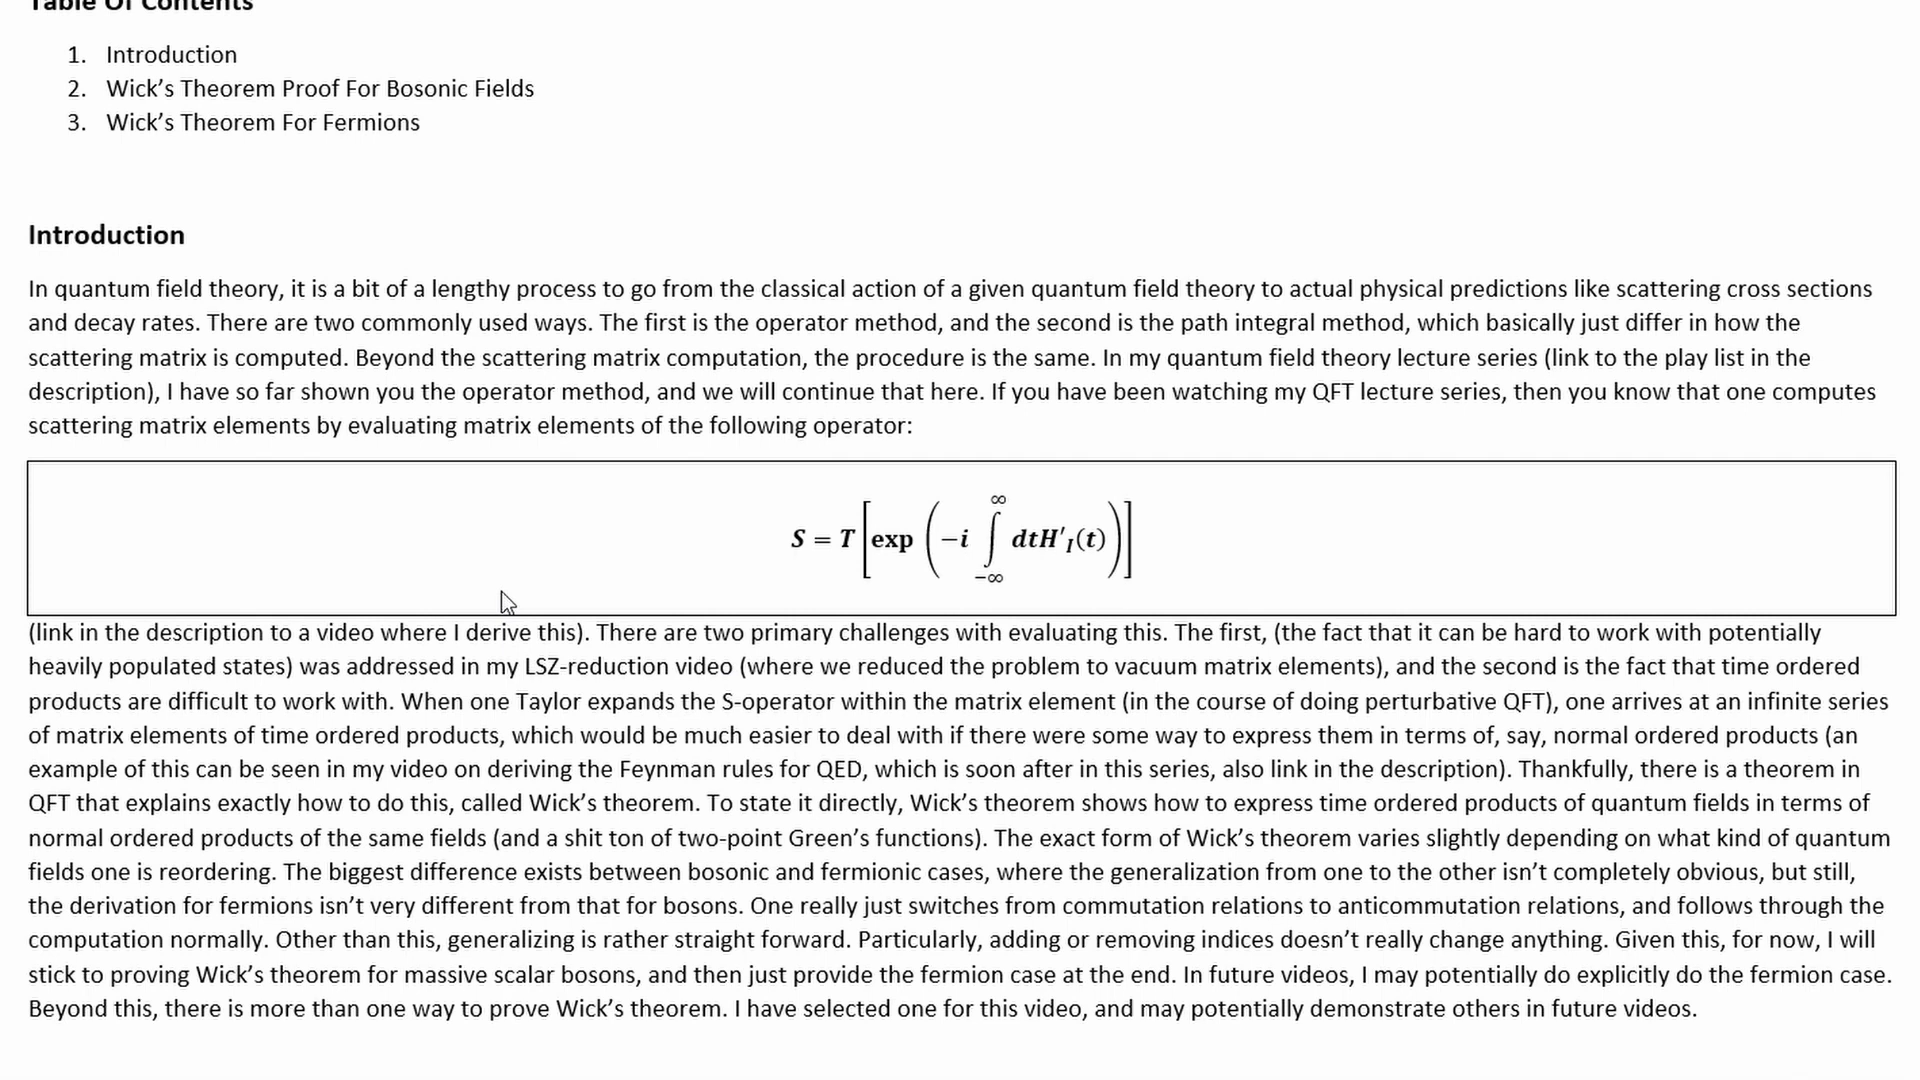 Table Of Contents
1. Introduction
2. Wick's Theorem Proof For Bosonic Fields
3. Wick's Theorem For Fermions
Introduction
In quantum field theory, it is a bit of a lengthy process to go from the classical action of a given quantum field theory to actual physical predictions like scattering cross sections
and decay rates. There are two commonly used ways. The first is the operator method, and the second is the path integral method, which basically just differ in how the
scattering matrix is computed. Beyond the scattering matrix computation, the procedure is the same. In my quantum field theory lecture series (link to the play list in the
description), I have so far shown you the operator method, and we will continue that here. If you have been watching my QFT lecture series, then you know that one computes
scattering matrix elements by evaluating matrix elements of the following operator:
S = T[exp(−i ∫_{−∞}^{∞} dtH′_I(t))]
(link in the description to a video where I derive this). There are two primary challenges with evaluating this. The first, (the fact that it can be hard to work with potentially
heavily populated states) was addressed in my LSZ-reduction video (where we reduced the problem to vacuum matrix elements), and the second is the fact that time ordered
products are difficult to work with. When one Taylor expands the S-operator within the matrix element (in the course of doing perturbative QFT), one arrives at an infinite series
of matrix elements of time ordered products, which would be much easier to deal with if there were some way to express them in terms of, say, normal ordered products (an
example of this can be seen in my video on deriving the Feynman rules for QED, which is soon after in this series, also link in the description). Thankfully, there is a theorem in
QFT that explains exactly how to do this, called Wick's theorem. To state it directly, Wick's theorem shows how to express time ordered products of quantum fields in terms of
normal ordered products of the same fields (and a shit ton of two-point Green's functions). The exact form of Wick's theorem varies slightly depending on what kind of quantum
fields one is reordering. The biggest difference exists between bosonic and fermionic cases, where the generalization from one to the other isn't completely obvious, but still,
the derivation for fermions isn't very different from that for bosons. One really just switches from commutation relations to anticommutation relations, and follows through the
computation normally. Other than this, generalizing is rather straight forward. Particularly, adding or removing indices doesn't really change anything. Given this, for now, I will
stick to proving Wick's theorem for massive scalar bosons, and then just provide the fermion case at the end. In future videos, I may potentially do explicitly do the fermion case.
Beyond this, there is more than one way to prove Wick's theorem. I have selected one for this video, and may potentially demonstrate others in future videos.